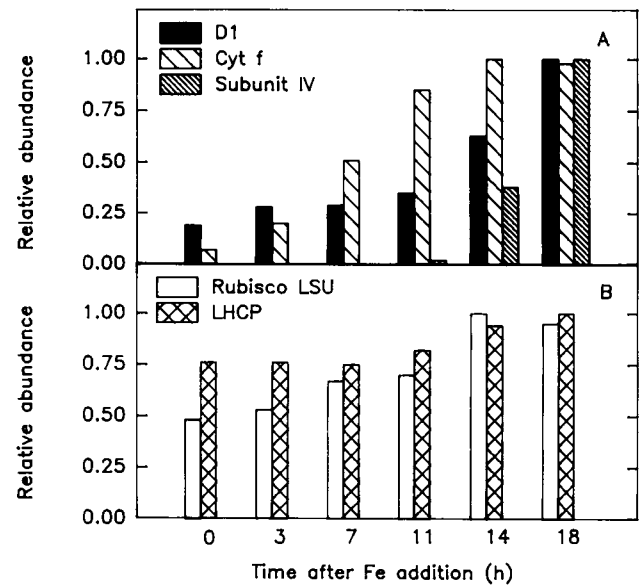 D1
Cyt f
Subunit IV
A
Relative abundance
1.00
0.75
0.50
0.25
0.00
Rubisco LSU
LHCP
B
Relative abundance
1.00
0.75
0.50
0.25
0.00
0 3 7 11 14 18
Time after Fe addition (h)